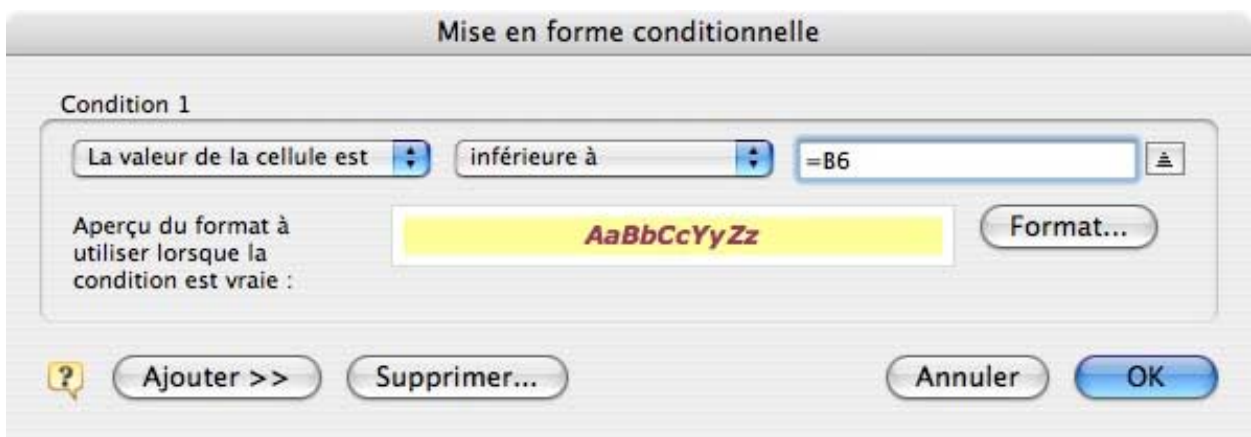 Mise en forme conditionnelle
Condition 1
La valeur de la cellule est inférieure à =B6
Aperçu du format à
utiliser lorsque la
condition est vraie :
AaBbCcYyZz
Format...
? Ajouter >> Supprimer... Annuler OK